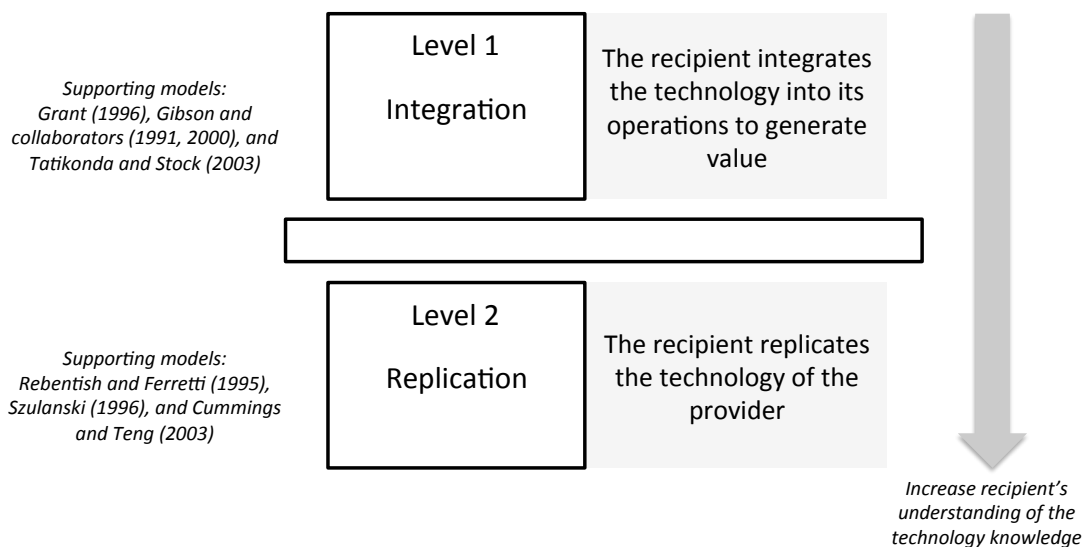 Supporting models:
Grant (1996), Gibson and
collaborators (1991, 2000), and
Tatikonda and Stock (2003)
Level 1
Integration
The recipient integrates
the technology into its
operations to generate
value
Supporting models:
Rebentish and Ferretti (1995),
Szulanski (1996), and Cummings
and Teng (2003)
Level 2
Replication
The recipient replicates
the technology of the
provider
Increase recipient’s
understanding of the
technology knowledge